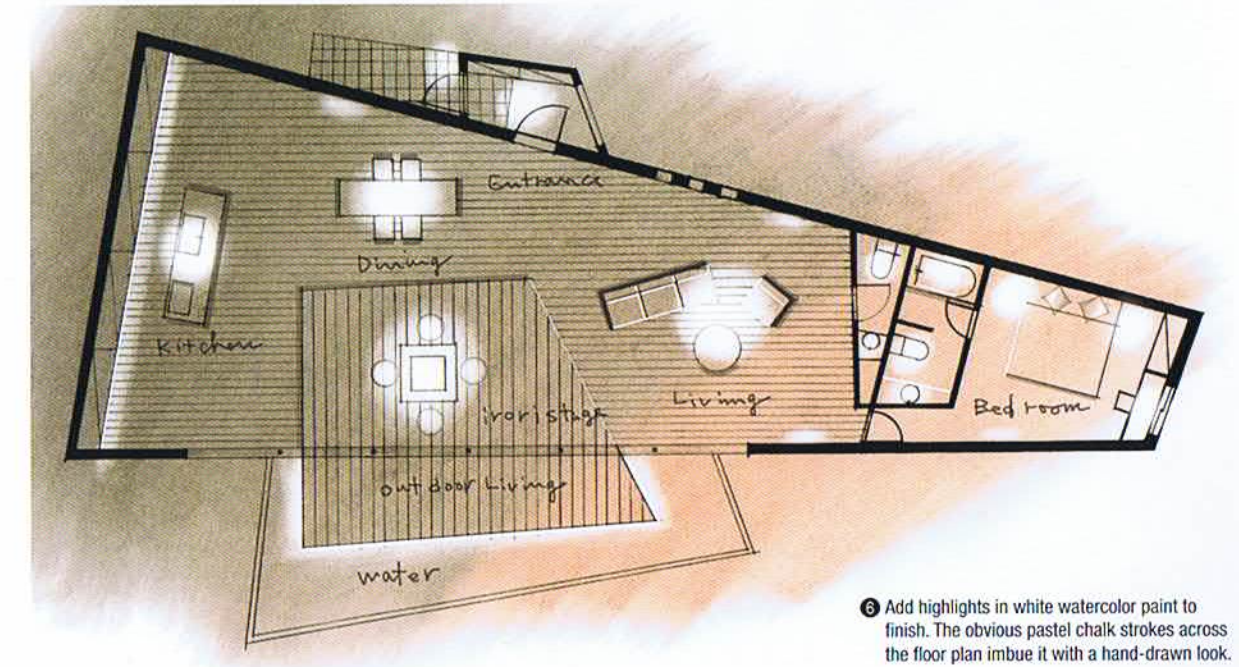 Entrance
Dining
Kitchen
irori stage
Living
Bed room
outdoor Living
water
❻ Add highlights in white watercolor paint to
finish. The obvious pastel chalk strokes across
the floor plan imbue it with a hand-drawn look.